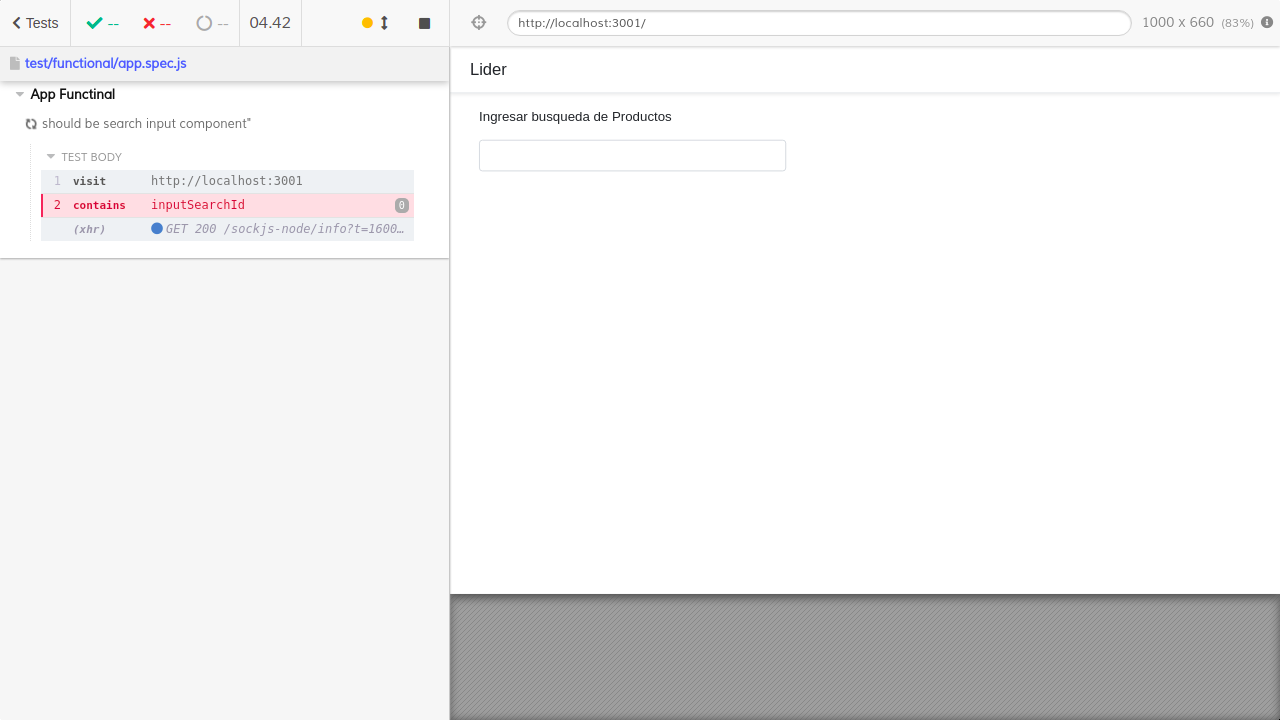 Tests -- -- -- 04.42
test/functional/app.spec.js
App Functinal
should be search input component"
TEST BODY
1 visit http://localhost:3001
2 contains inputSearchId 0
(xhr) GET 200 /sockjs-node/info?t=1600…
http://localhost:3001/ 1000 x 660 (83%)
Lider
Ingresar busqueda de Productos